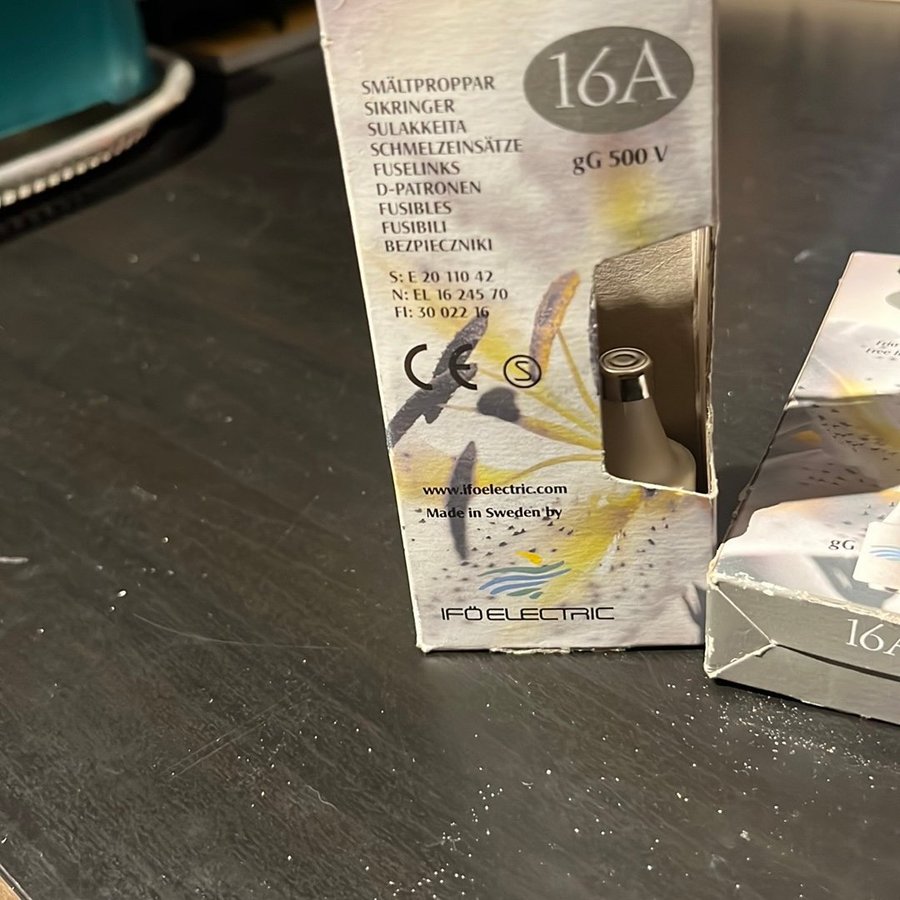 16A
gG 500 V
SMÄLTPROPPAR
SIKRINGER
SULAKKEITA
SCHMELZEINSÄTZE
FUSELINKS
D-PATRONEN
FUSIBLES
FUSIBILI
BEZPIECZNIKI
S: E 20 110 42
N: EL 16 245 70
FI: 30 022 16
CE S
www.ifoelectric.com
Made in Sweden by
IFÖ ELECTRIC
gG
16A